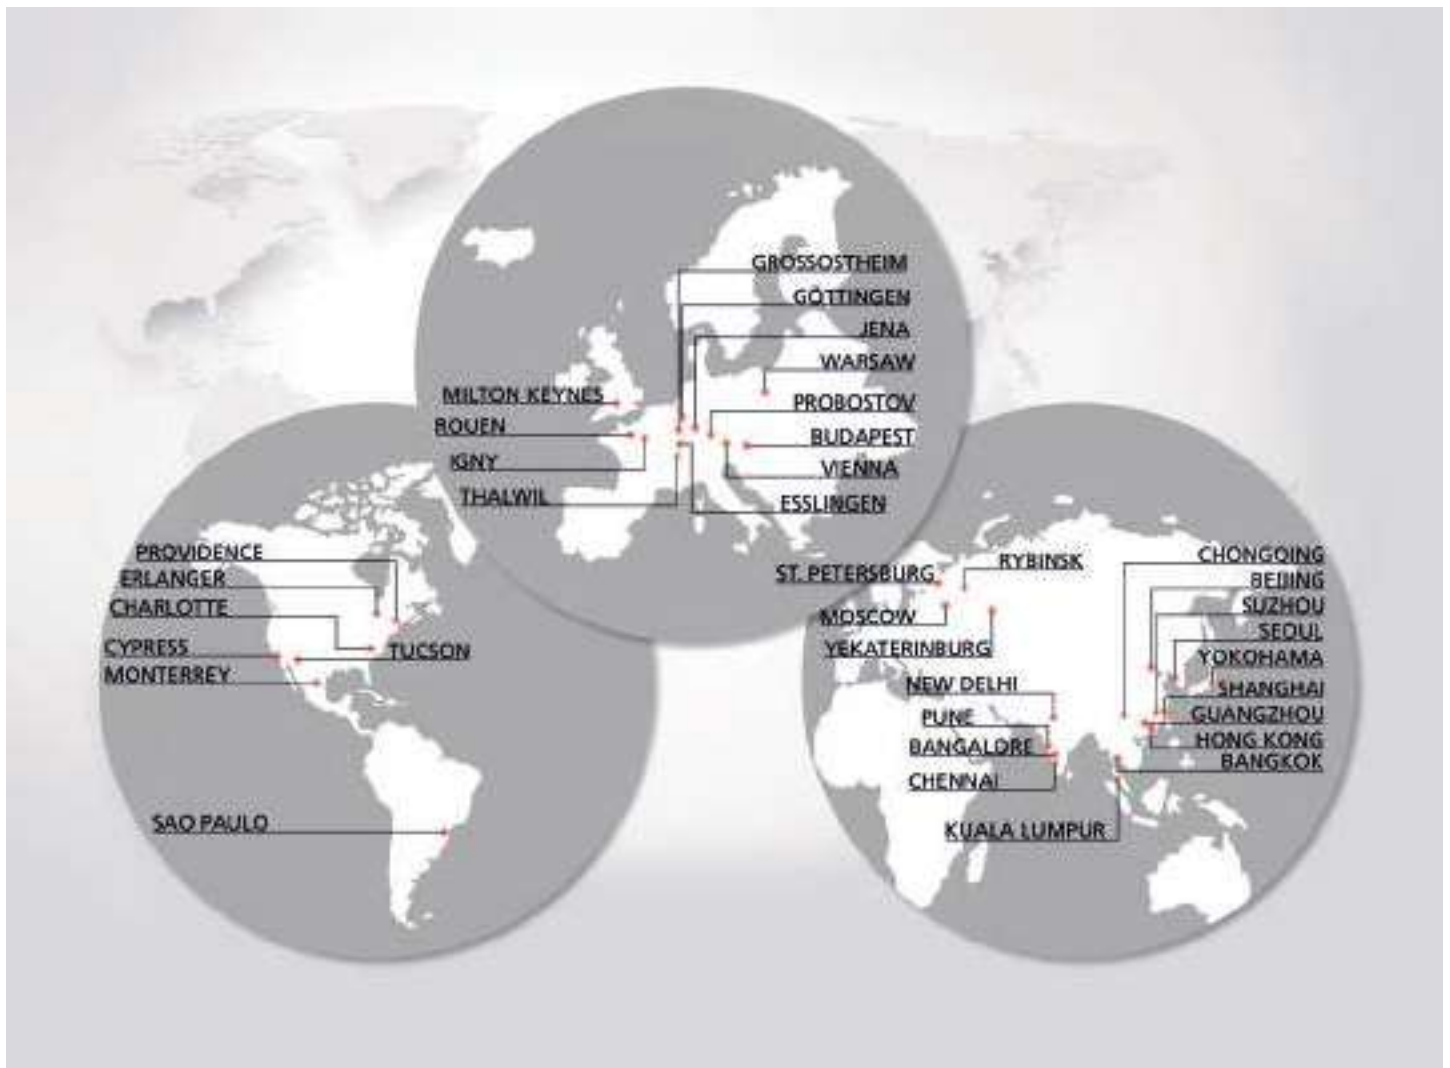 GROSSOSTHEIM
GÖTTINGEN
JENA
WARSAW
MILTON KEYNES
PROBOSTOV
ROUEN
BUDAPEST
IGNY
VIENNA
THALWIL
ESSLINGEN
PROVIDENCE
ERLANGER
CHARLOTTE
CYPRESS
TUCSON
MONTERREY
SAO PAULO
ST. PETERSBURG
RYBINSK
MOSCOW
YEKATERINBURG
NEW DELHI
PUNE
BANGALORE
CHENNAI
KUALA LUMPUR
CHONGQING
BEIJING
SUZHOU
SEOUL
YOKOHAMA
SHANGHAI
GUANGZHOU
HONG KONG
BANGKOK